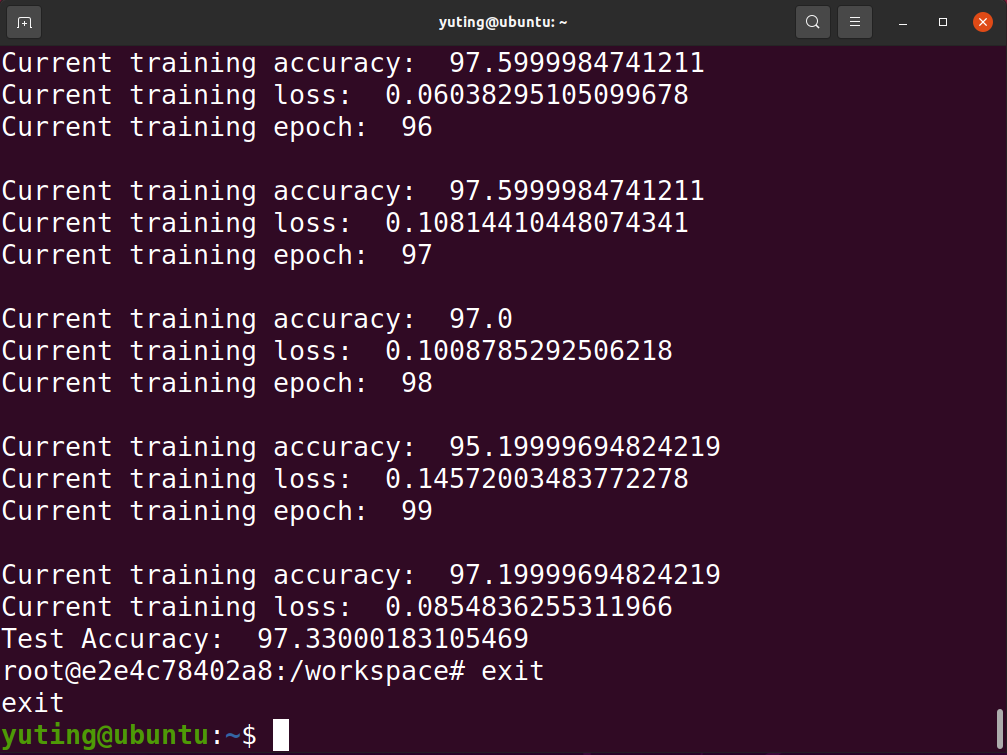 yuting@ubuntu: ~
Current training accuracy:  97.5999984741211
Current training loss:  0.06038295105099678
Current training epoch:  96
Current training accuracy:  97.5999984741211
Current training loss:  0.10814410448074341
Current training epoch:  97
Current training accuracy:  97.0
Current training loss:  0.1008785292506218
Current training epoch:  98
Current training accuracy:  95.19999694824219
Current training loss:  0.14572003483772278
Current training epoch:  99
Current training accuracy:  97.19999694824219
Current training loss:  0.0854836255311966
Test Accuracy:  97.33000183105469
root@e2e4c78402a8:/workspace# exit
exit
yuting@ubuntu:~$